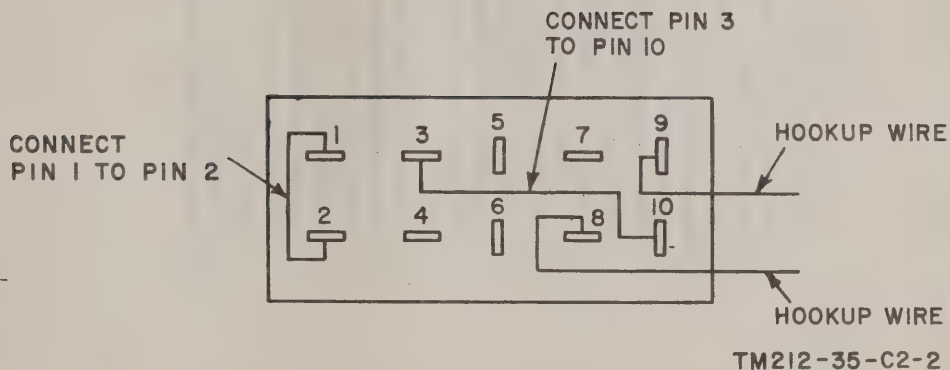 CONNECT PIN 3
TO PIN 10
CONNECT
PIN 1 TO PIN 2
1
3
5
7
9
2
4
6
8
10
HOOKUP WIRE
HOOKUP WIRE
TM212-35-C2-2